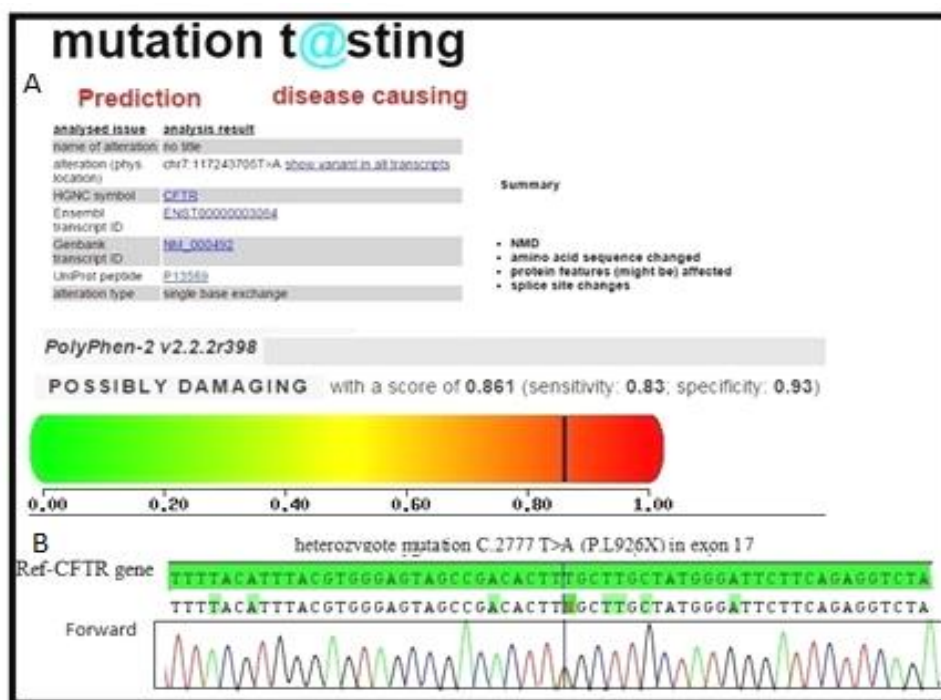 mutation t@sting
A
Prediction disease causing
analysed issue analysis result
name of alteration no title
alteration (phys. location) chr7:117243705T>A show variant in all transcripts
HGNC symbol CFTR
Ensembl transcript ID ENST00000003084
Genbank transcript ID NM_000492
UniProt peptide P13569
alteration type single base exchange
Summary
• NMD
• amino acid sequence changed
• protein features (might be) affected
• splice site changes
PolyPhen-2 v2.2.2r398
POSSIBLY DAMAGING with a score of 0.861 (sensitivity: 0.83; specificity: 0.93)
0.00 0.20 0.40 0.60 0.80 1.00
B
heterozygote mutation C.2777 T>A (P.L926X) in exon 17
Ref-CFTR gene TTTTACATTTACGTGGGAGTAGCCGACACTTTGCTTGCTATGGGATTCTTCAGAGGTCTA
TTTTACATTTACGTGGGAGTAGCCGACACTTNGCTTGCTATGGGATTCTTCAGAGGTCTA
Forward